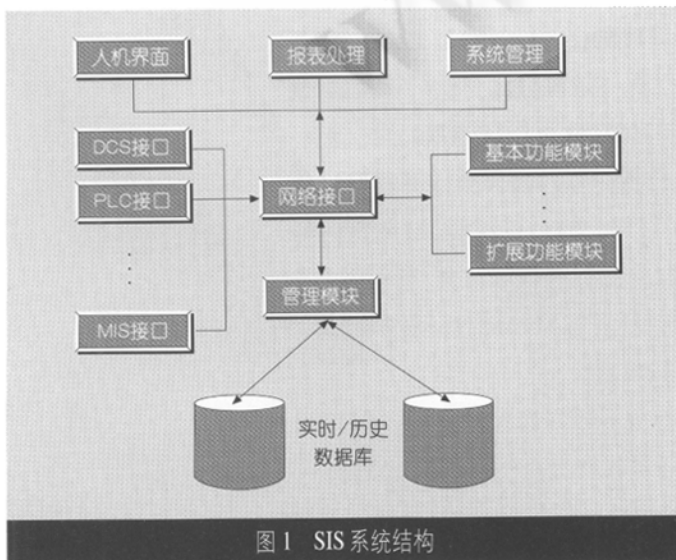 人机界面
报表处理
系统管理
DCS接口
基本功能模块
PLC接口
网络接口
扩展功能模块
管理模块
MIS接口
实时/历史
数据库
图 1 SIS 系统结构